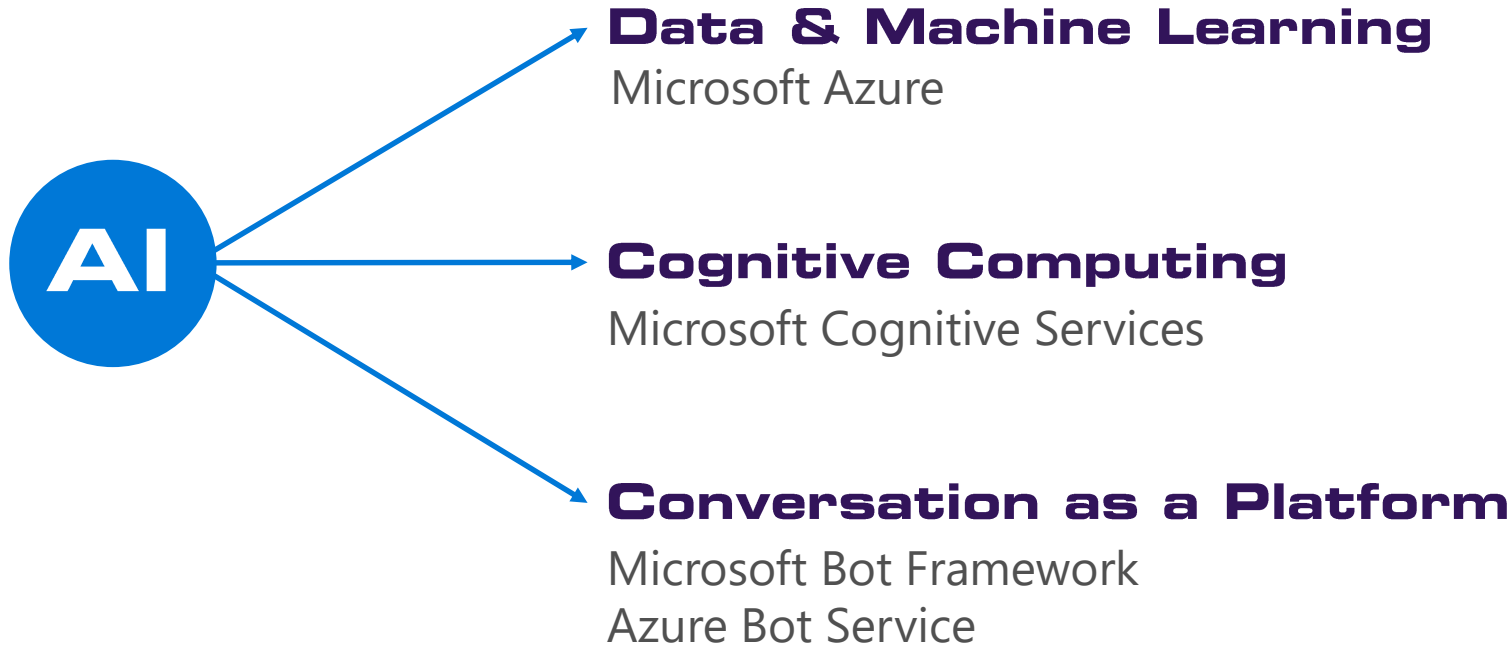 Data & Machine Learning
Microsoft Azure
AI
Cognitive Computing
Microsoft Cognitive Services
Conversation as a Platform
Microsoft Bot Framework
Azure Bot Service